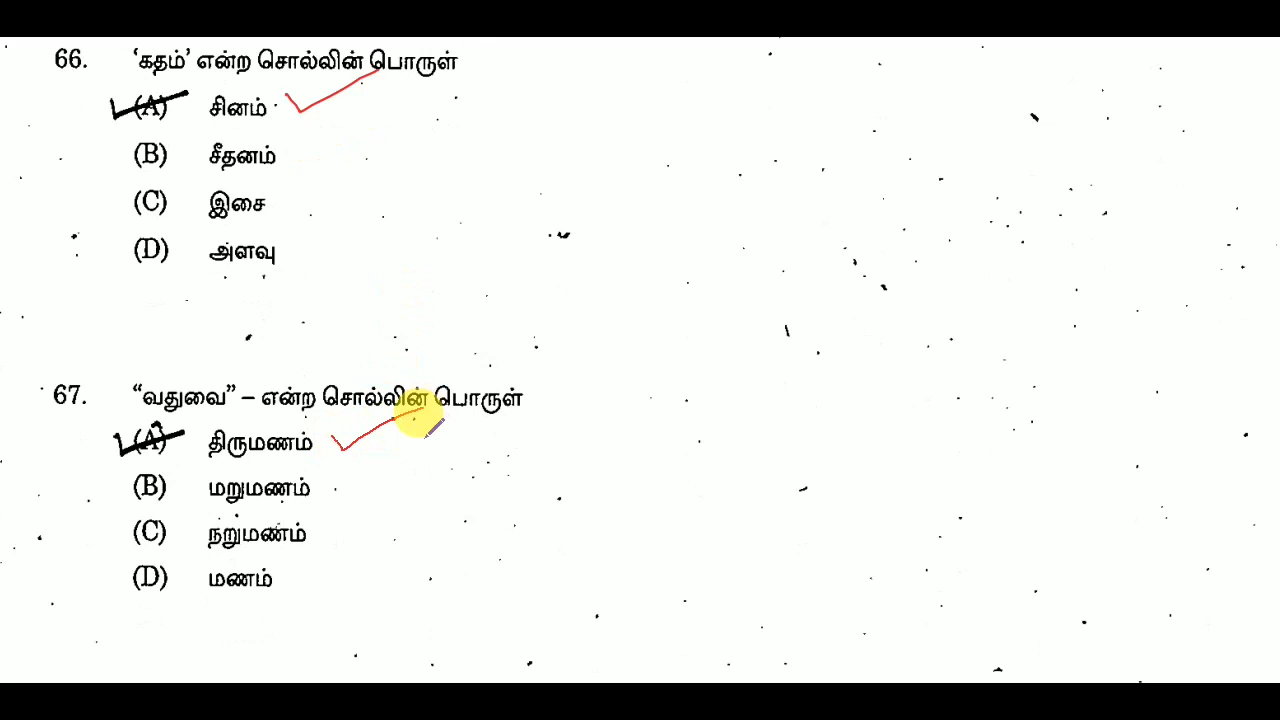 66. ‘கதம்’ என்ற சொல்லின் பொருள்
(A) சினம்
(B) சீதனம்
(C) இசை
(D) அளவு
67. “வதுவை” – என்ற சொல்லின் பொருள்
(A) திருமணம்
(B) மறுமணம்
(C) நறுமணம்
(D) மணம்